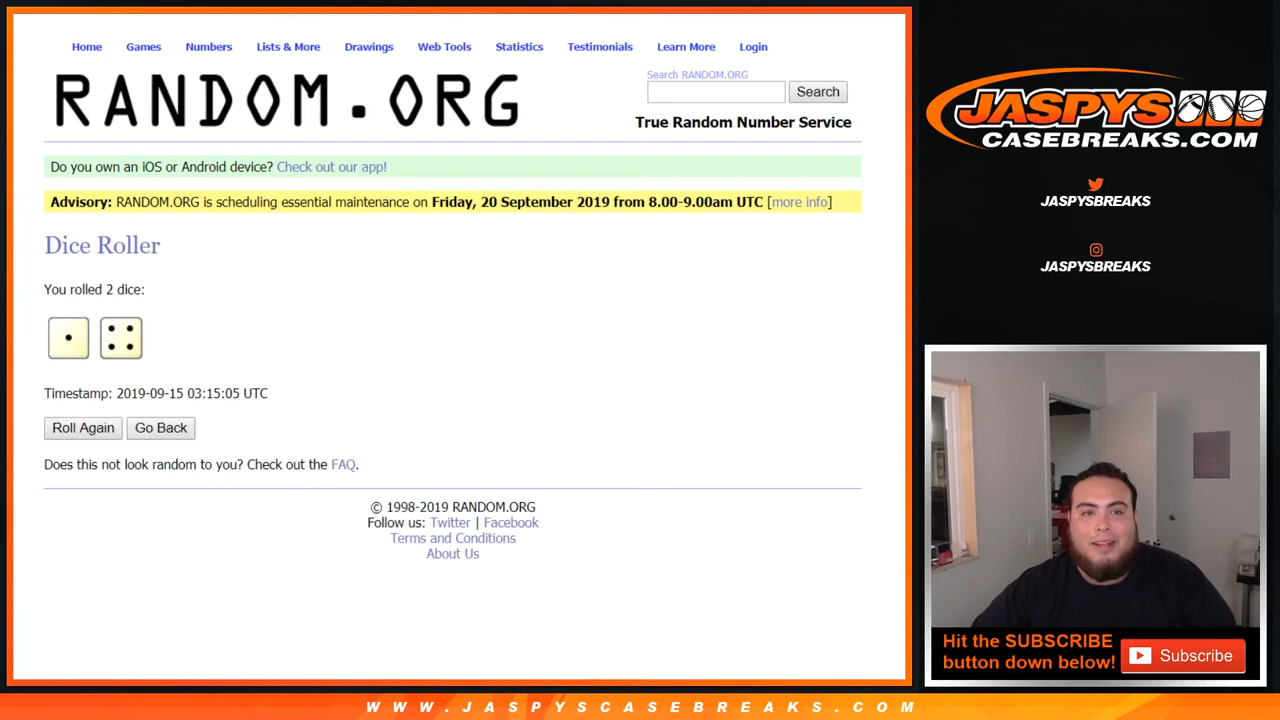 Home Games Numbers Lists & More Drawings Web Tools Statistics Testimonials Learn More Login
RANDOM.ORG
Search RANDOM.ORG
Search
True Random Number Service
Do you own an iOS or Android device? Check out our app!
Advisory: RANDOM.ORG is scheduling essential maintenance on Friday, 20 September 2019 from 8.00-9.00am UTC [more info]
Dice Roller
You rolled 2 dice:
Timestamp: 2019-09-15 03:15:05 UTC
Roll Again Go Back
Does this not look random to you? Check out the FAQ.
© 1998-2019 RANDOM.ORG
Follow us: Twitter | Facebook
Terms and Conditions
About Us
JASPYS
CASEBREAKS.COM
JASPYSBREAKS
JASPYSBREAKS
Hit the SUBSCRIBE
button down below!
Subscribe
WWW.JASPYSCASEBREAKS.COM